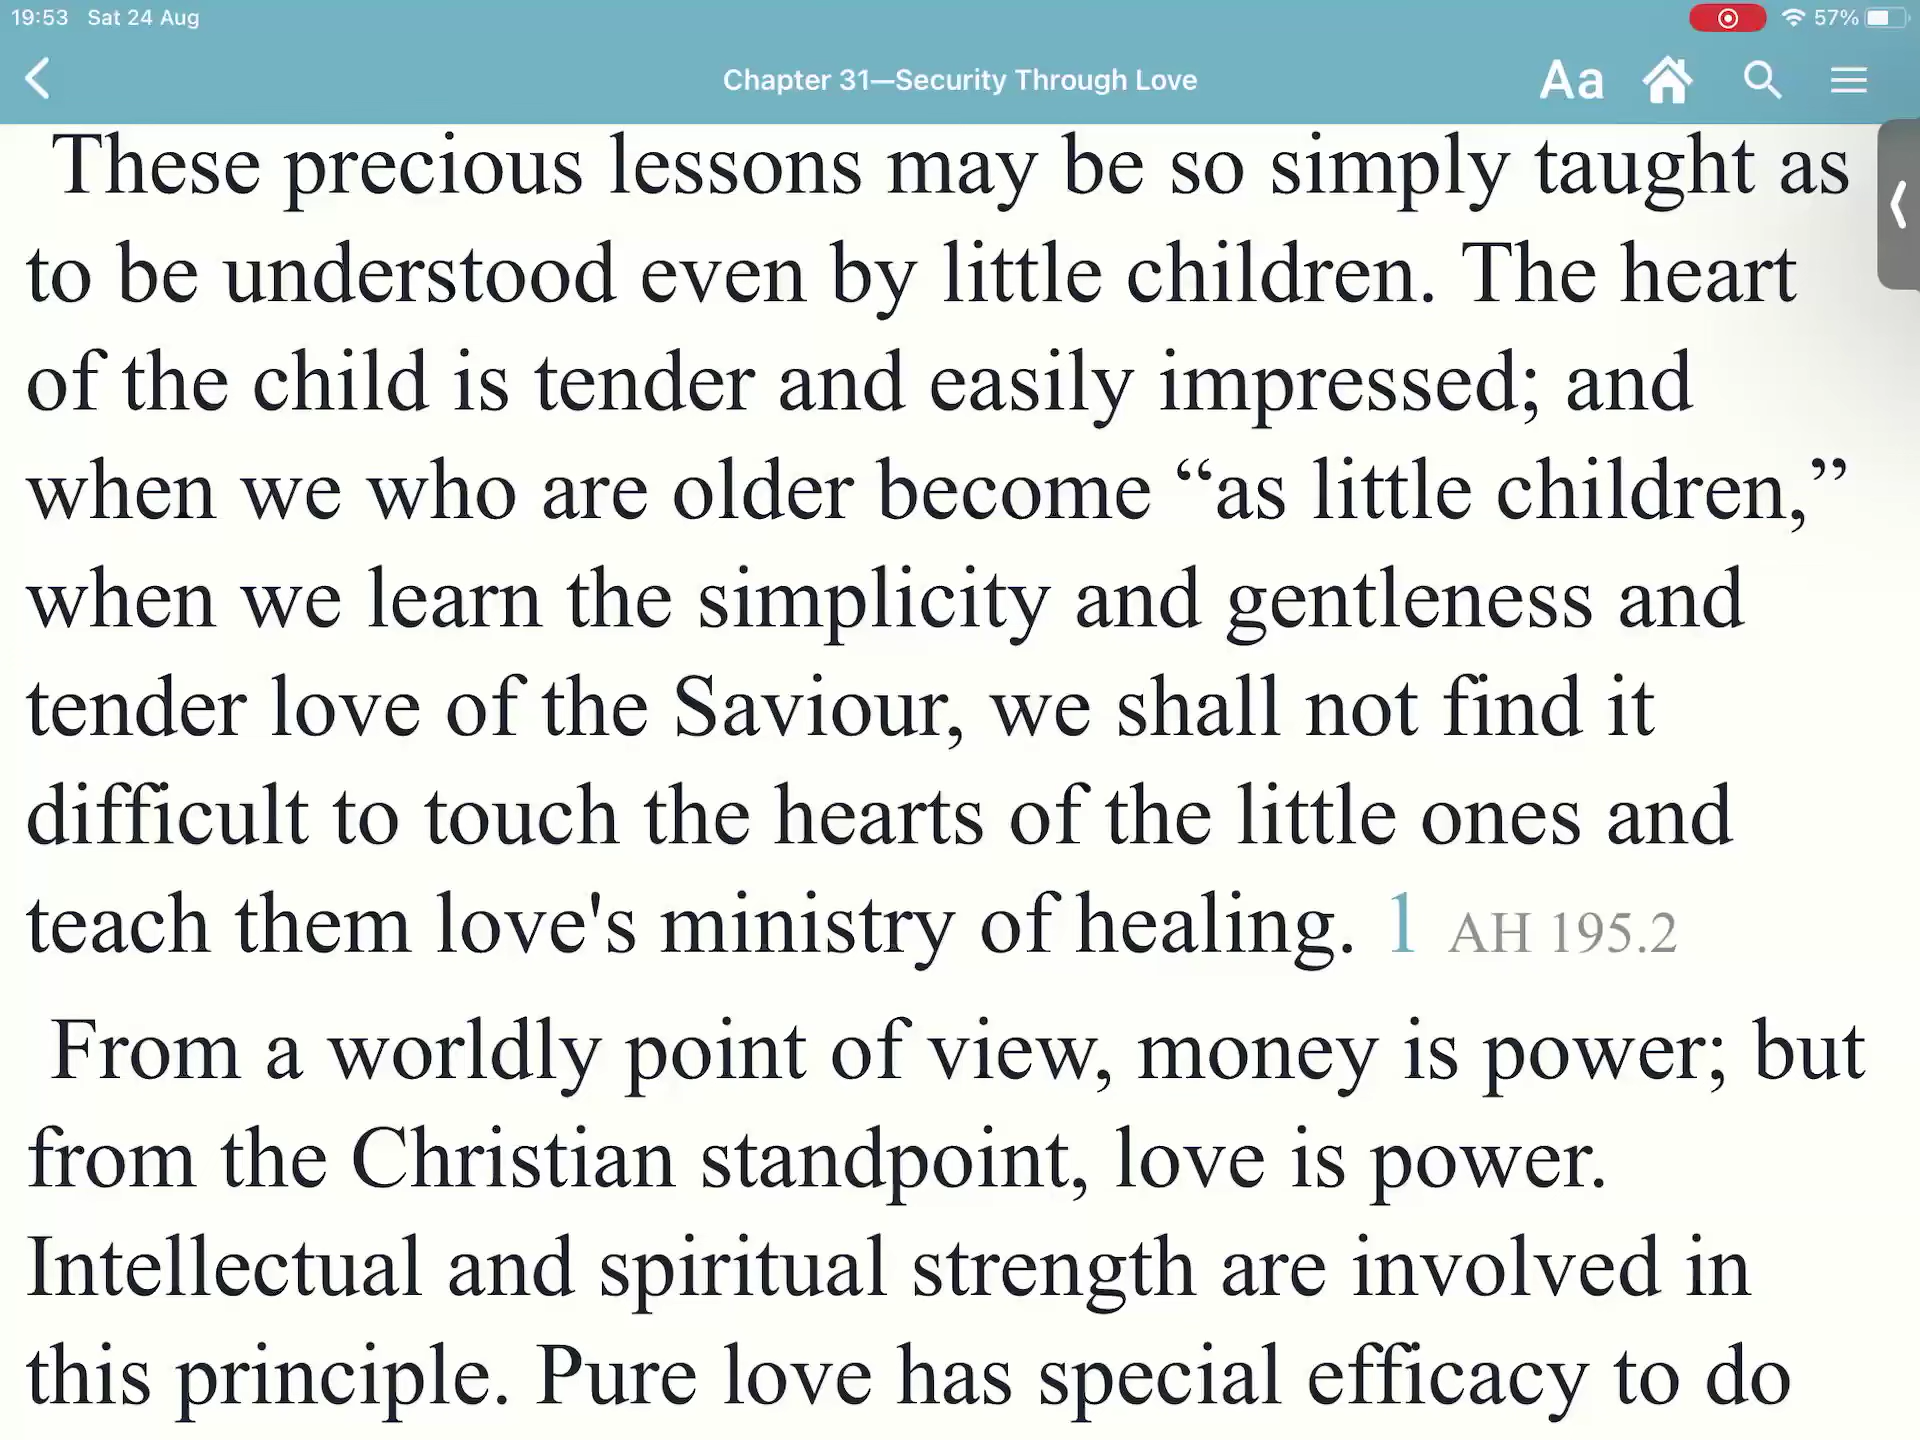 19:53 Sat 24 Aug
57%
Chapter 31—Security Through Love
Aa
These precious lessons may be so simply taught as
to be understood even by little children. The heart
of the child is tender and easily impressed; and
when we who are older become “as little children,”
when we learn the simplicity and gentleness and
tender love of the Saviour, we shall not find it
difficult to touch the hearts of the little ones and
teach them love's ministry of healing. 1 AH 195.2
From a worldly point of view, money is power; but
from the Christian standpoint, love is power.
Intellectual and spiritual strength are involved in
this principle. Pure love has special efficacy to do